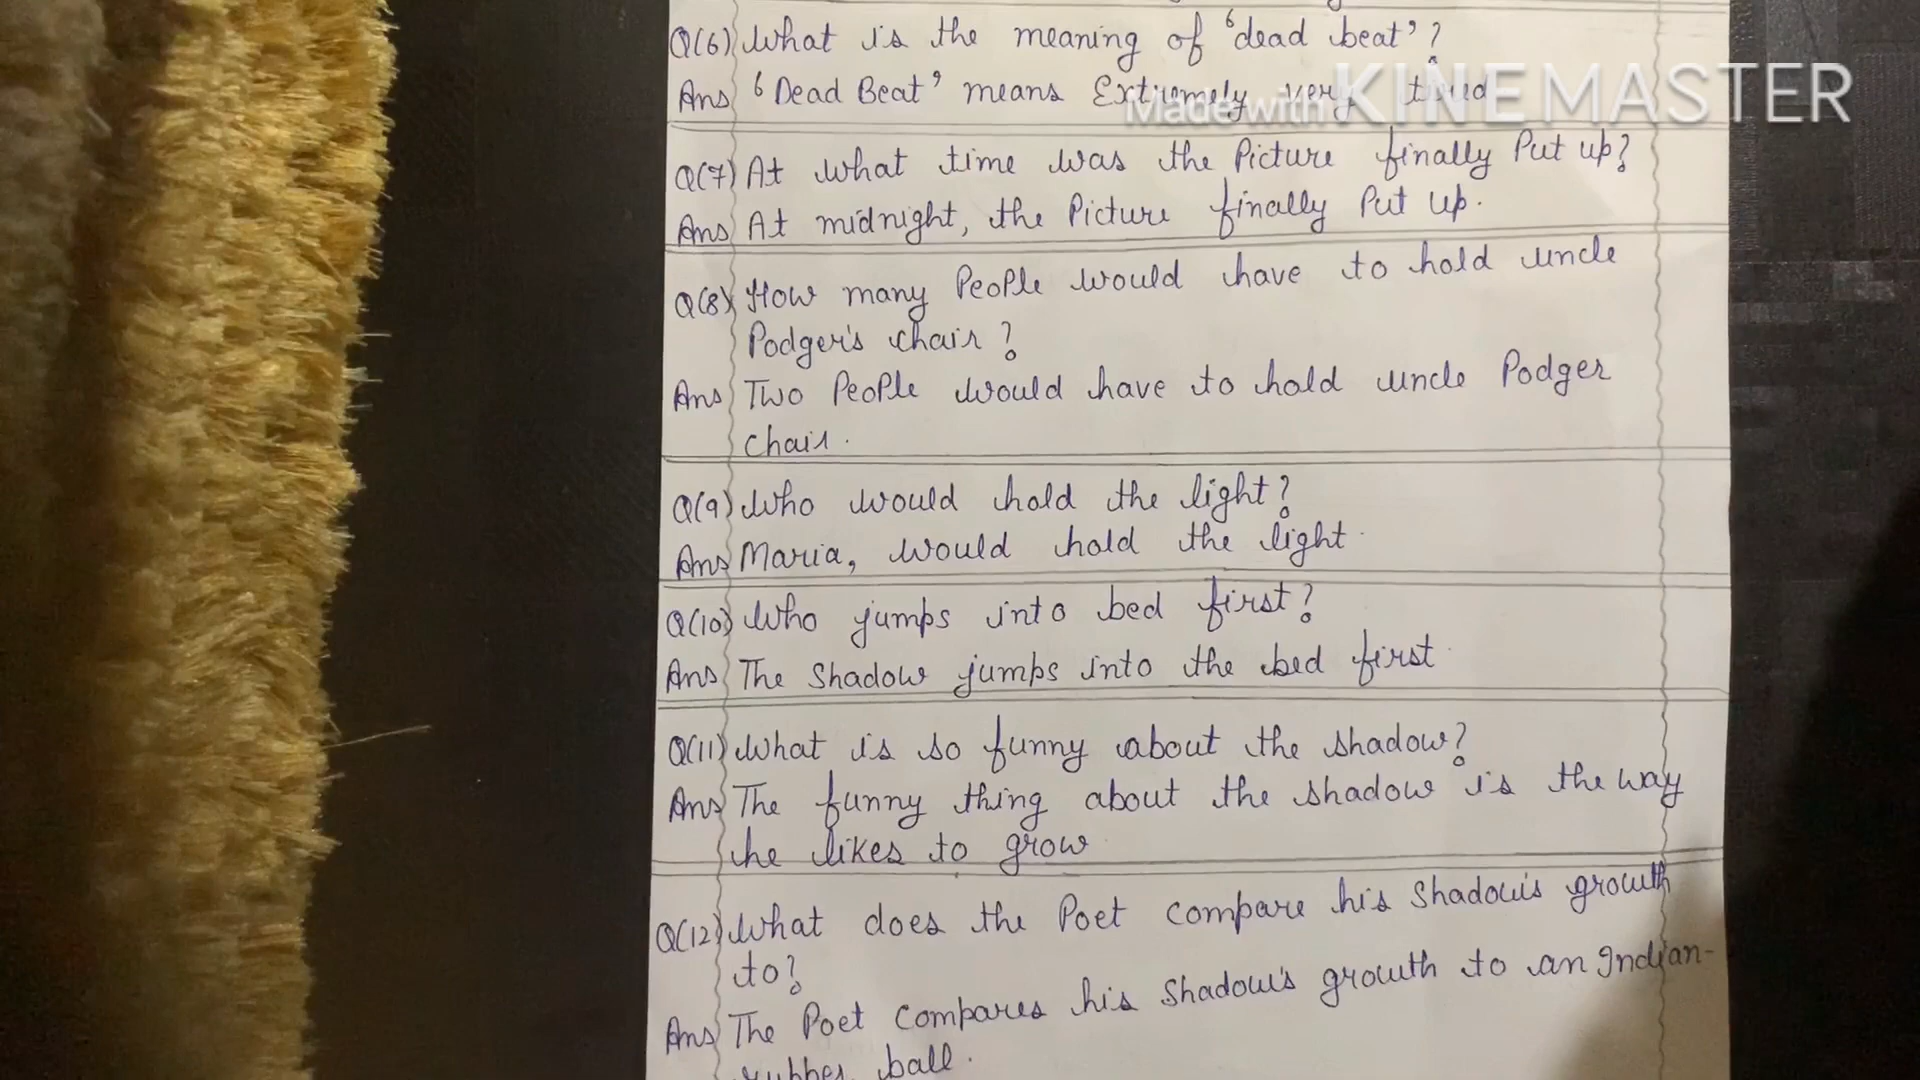 Q(6) What is the meaning of 'dead beat'?
Ans 'Dead Beat' means Extremely very tired
Made with KINEMASTER
Q(7) At what time was the Picture finally Put up?
Ans At midnight, the Picture finally Put up.
Q(8) How many People would have to hold uncle
Podger's chair?
Ans Two People would have to hold uncle Podger
chair.
Q(9) Who would hold the light?
Ans Maria, would hold the light.
Q(10) Who jumps into bed first?
Ans The Shadow jumps into the bed first.
Q(11) What is so funny about the shadow?
Ans The funny thing about the shadow is the way
he likes to grow
Q(12) What does the Poet compare his Shadow's growth
to?
Ans The Poet compares his Shadow's growth to an Indian-
rubber ball.